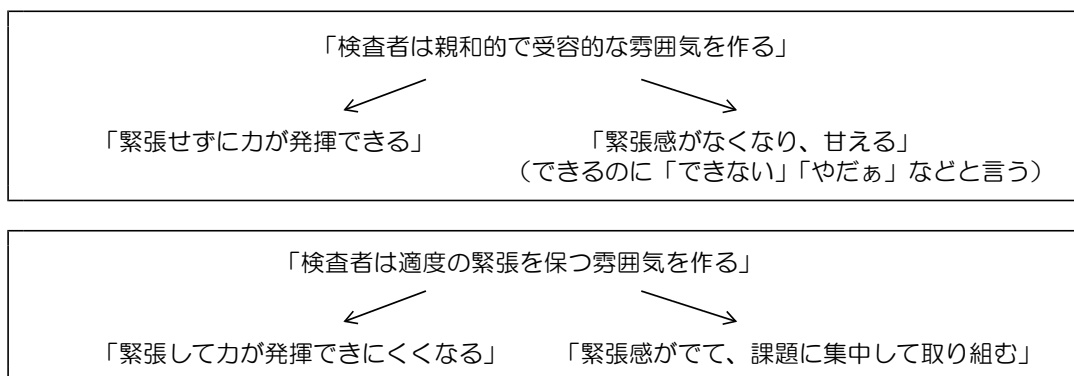 「検査者は親和的で受容的な雰囲気を作る」
「緊張せずに力が発揮できる」 「緊張感がなくなり、甘える」
（できるのに「できない」「やだぁ」などと言う）
「検査者は適度の緊張を保つ雰囲気を作る」
「緊張して力が発揮できにくくなる」 「緊張感がでて、課題に集中して取り組む」